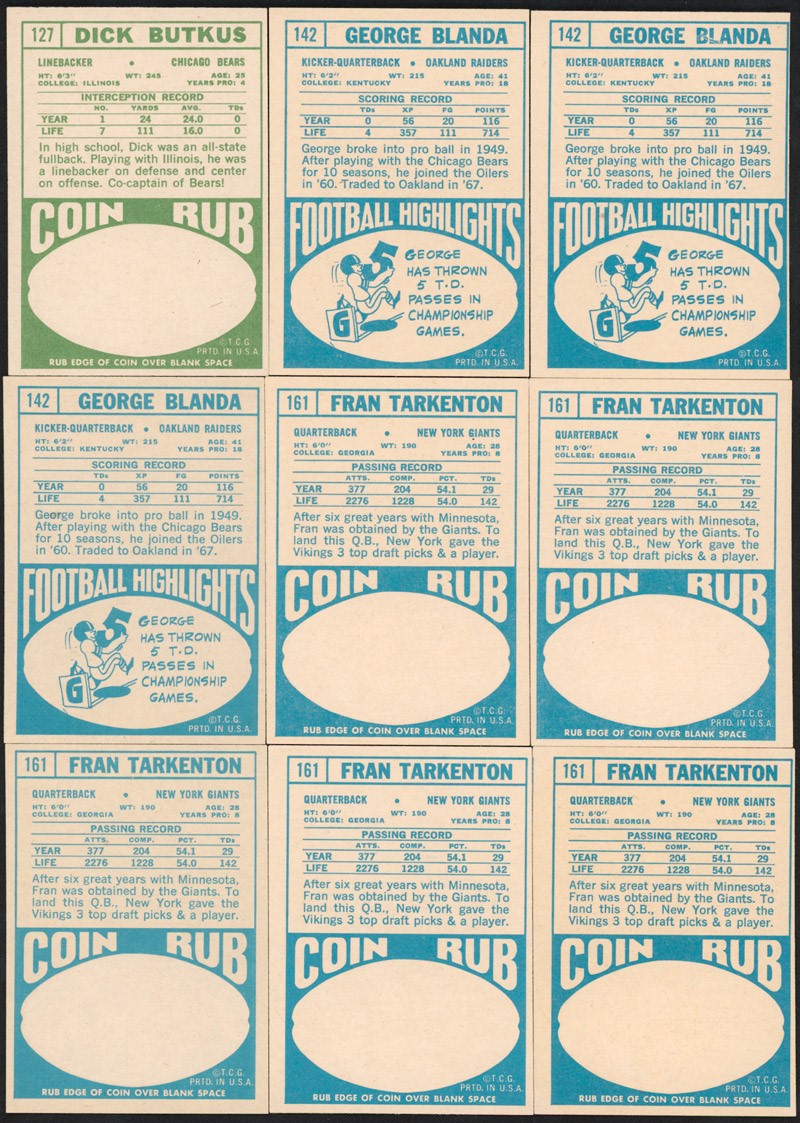 127 DICK BUTKUS
LINEBACKER • CHICAGO BEARS
HT: 6'3" WT: 245 AGE: 25
COLLEGE: ILLINOIS YEARS PRO: 4
INTERCEPTION RECORD
NO. YARDS AVG. TDs
YEAR 1 24 24.0 0
LIFE 7 111 16.0 0
In high school, Dick was an all-state
fullback. Playing with Illinois, he was
a linebacker on defense and center
on offense. Co-captain of Bears!
COIN RUB
©T.C.G.
PRTD. IN U.S.A.
RUB EDGE OF COIN OVER BLANK SPACE
142 GEORGE BLANDA
KICKER-QUARTERBACK • OAKLAND RAIDERS
HT: 6'2" WT: 215 AGE: 41
COLLEGE: KENTUCKY YEARS PRO: 18
SCORING RECORD
TDs XP FG POINTS
YEAR 0 56 20 116
LIFE 4 357 111 714
George broke into pro ball in 1949.
After playing with the Chicago Bears
for 10 seasons, he joined the Oilers
in '60. Traded to Oakland in '67.
FOOTBALL HIGHLIGHTS
5
G
GEORGE
HAS THROWN
5 T.D.
PASSES IN
CHAMPIONSHIP
GAMES.
©T.C.G.
PRTD. IN U.S.A.
142 GEORGE BLANDA
KICKER-QUARTERBACK • OAKLAND RAIDERS
HT: 6'2" WT: 215 AGE: 41
COLLEGE: KENTUCKY YEARS PRO: 18
SCORING RECORD
TDs XP FG POINTS
YEAR 0 56 20 116
LIFE 4 357 111 714
George broke into pro ball in 1949.
After playing with the Chicago Bears
for 10 seasons, he joined the Oilers
in '60. Traded to Oakland in '67.
FOOTBALL HIGHLIGHTS
5
G
GEORGE
HAS THROWN
5 T.D.
PASSES IN
CHAMPIONSHIP
GAMES.
©T.C.G.
PRTD. IN U.S.A.
142 GEORGE BLANDA
KICKER-QUARTERBACK • OAKLAND RAIDERS
HT: 6'2" WT: 215 AGE: 41
COLLEGE: KENTUCKY YEARS PRO: 18
SCORING RECORD
TDs XP FG POINTS
YEAR 0 56 20 116
LIFE 4 357 111 714
George broke into pro ball in 1949.
After playing with the Chicago Bears
for 10 seasons, he joined the Oilers
in '60. Traded to Oakland in '67.
FOOTBALL HIGHLIGHTS
5
G
GEORGE
HAS THROWN
5 T.D.
PASSES IN
CHAMPIONSHIP
GAMES.
©T.C.G.
PRTD. IN U.S.A.
161 FRAN TARKENTON
QUARTERBACK • NEW YORK GIANTS
HT: 6'0" WT: 190 AGE: 28
COLLEGE: GEORGIA YEARS PRO: 8
PASSING RECORD
ATTS. COMP. PCT. TDs
YEAR 377 204 54.1 29
LIFE 2276 1228 54.0 142
After six great years with Minnesota,
Fran was obtained by the Giants. To
land this Q.B., New York gave the
Vikings 3 top draft picks & a player.
COIN RUB
©T.C.G.
PRTD. IN U.S.A.
RUB EDGE OF COIN OVER BLANK SPACE
161 FRAN TARKENTON
QUARTERBACK • NEW YORK GIANTS
HT: 6'0" WT: 190 AGE: 28
COLLEGE: GEORGIA YEARS PRO: 8
PASSING RECORD
ATTS. COMP. PCT. TDs
YEAR 377 204 54.1 29
LIFE 2276 1228 54.0 142
After six great years with Minnesota,
Fran was obtained by the Giants. To
land this Q.B., New York gave the
Vikings 3 top draft picks & a player.
COIN RUB
©T.C.G.
PRTD. IN U.S.A.
RUB EDGE OF COIN OVER BLANK SPACE
161 FRAN TARKENTON
QUARTERBACK • NEW YORK GIANTS
HT: 6'0" WT: 190 AGE: 28
COLLEGE: GEORGIA YEARS PRO: 8
PASSING RECORD
ATTS. COMP. PCT. TDs
YEAR 377 204 54.1 29
LIFE 2276 1228 54.0 142
After six great years with Minnesota,
Fran was obtained by the Giants. To
land this Q.B., New York gave the
Vikings 3 top draft picks & a player.
COIN RUB
©T.C.G.
PRTD. IN U.S.A.
RUB EDGE OF COIN OVER BLANK SPACE
161 FRAN TARKENTON
QUARTERBACK • NEW YORK GIANTS
HT: 6'0" WT: 190 AGE: 28
COLLEGE: GEORGIA YEARS PRO: 8
PASSING RECORD
ATTS. COMP. PCT. TDs
YEAR 377 204 54.1 29
LIFE 2276 1228 54.0 142
After six great years with Minnesota,
Fran was obtained by the Giants. To
land this Q.B., New York gave the
Vikings 3 top draft picks & a player.
COIN RUB
©T.C.G.
PRTD. IN U.S.A.
RUB EDGE OF COIN OVER BLANK SPACE
161 FRAN TARKENTON
QUARTERBACK • NEW YORK GIANTS
HT: 6'0" WT: 190 AGE: 28
COLLEGE: GEORGIA YEARS PRO: 8
PASSING RECORD
ATTS. COMP. PCT. TDs
YEAR 377 204 54.1 29
LIFE 2276 1228 54.0 142
After six great years with Minnesota,
Fran was obtained by the Giants. To
land this Q.B., New York gave the
Vikings 3 top draft picks & a player.
COIN RUB
©T.C.G.
PRTD. IN U.S.A.
RUB EDGE OF COIN OVER BLANK SPACE